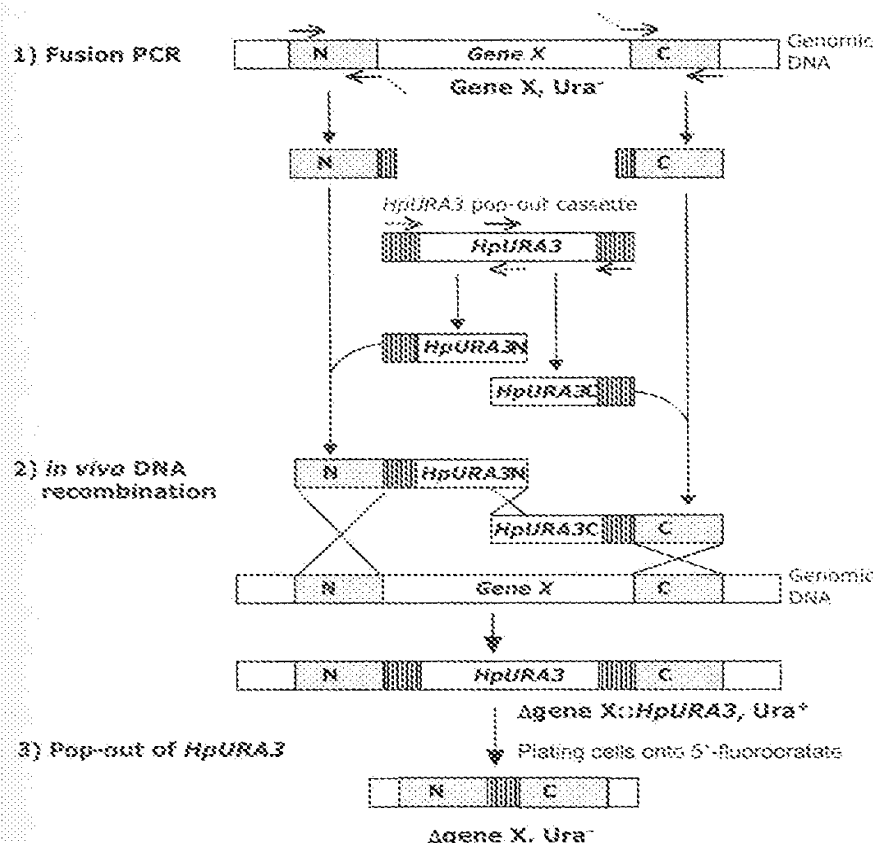 1) Fusion PCR
N
Gene X
C
Genomic DNA
Gene X, Ura⁻
N
C
HpURA3 pop-out cassette
HpURA3
HpURA3N
HpURA3C
2) in vivo DNA recombination
N
HpURA3N
HpURA3C
C
N
Gene X
C
Genomic DNA
N
HpURA3
C
Δgene X::HpURA3, Ura⁺
3) Pop-out of HpURA3
Plating cells onto 5'-fluorooratate
N
C
Δgene X, Ura⁻